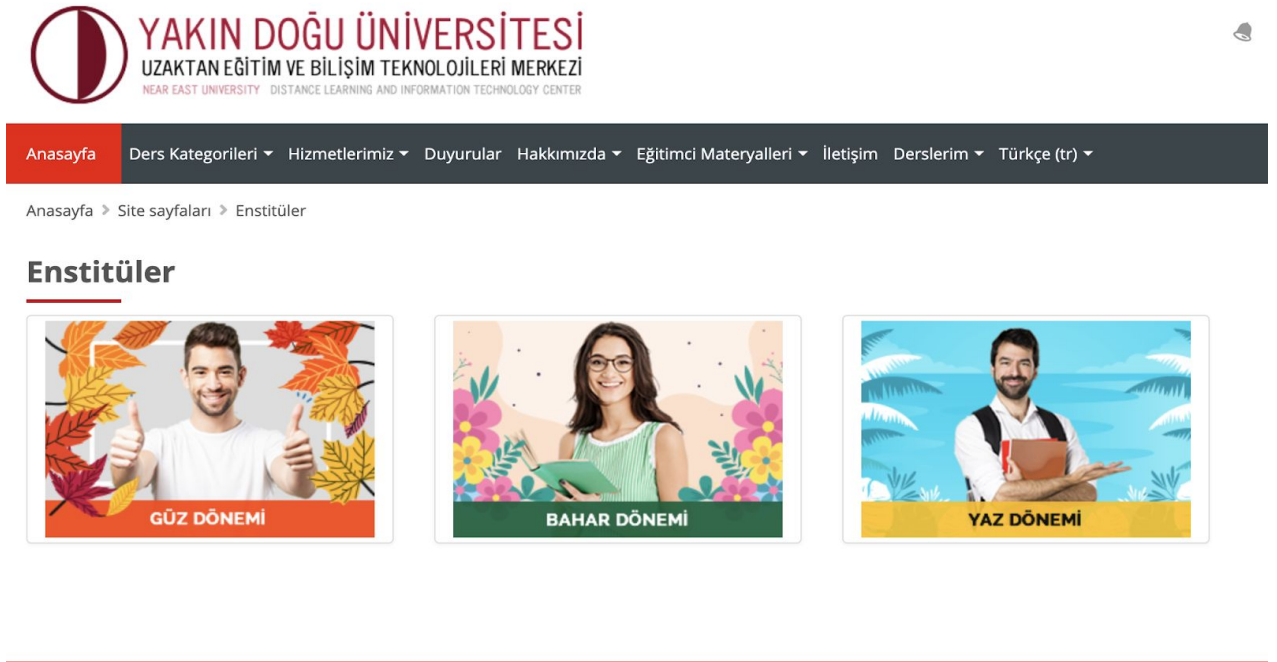 YAKIN DOĞU ÜNİVERSİTESİ
UZAKTAN EĞİTİM VE BİLİŞİM TEKNOLOJİLERİ MERKEZİ
NEAR EAST UNIVERSITY DISTANCE LEARNING AND INFORMATION TECHNOLOGY CENTER
Anasayfa Ders Kategorileri Hizmetlerimiz Duyurular Hakkımızda Eğitimci Materyalleri İletişim Derslerim Türkçe (tr)
Anasayfa > Site sayfaları > Enstitüler
Enstitüler
GÜZ DÖNEMİ BAHAR DÖNEMİ YAZ DÖNEMİ